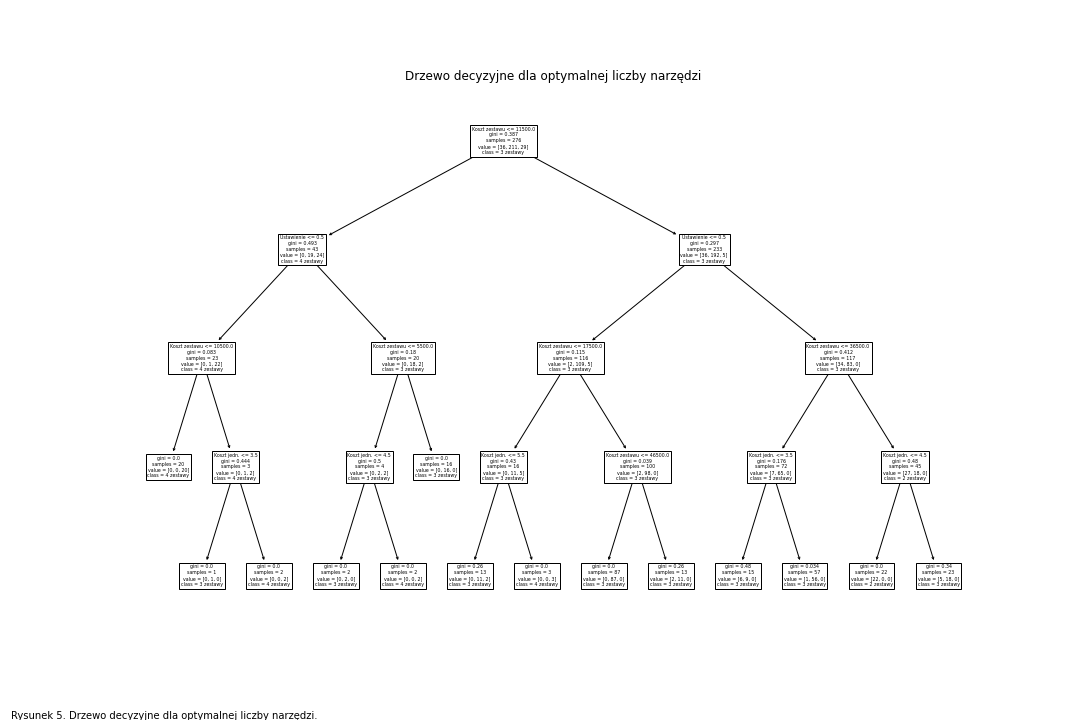 Drzewo decyzyjne dla optymalnej liczby narzędzi
Koszt zestawu <= 11500.0
gini = 0.387
samples = 276
value = [36, 211, 29]
class = 3 zestawy
Ustawienie <= 0.5
gini = 0.493
samples = 43
value = [0, 19, 24]
class = 4 zestawy
Ustawienie <= 0.5
gini = 0.297
samples = 233
value = [36, 192, 5]
class = 3 zestawy
Koszt zestawu <= 10500.0
gini = 0.083
samples = 23
value = [0, 1, 22]
class = 4 zestawy
Koszt zestawu <= 5500.0
gini = 0.18
samples = 20
value = [0, 18, 2]
class = 3 zestawy
Koszt zestawu <= 17500.0
gini = 0.115
samples = 116
value = [2, 109, 5]
class = 3 zestawy
Koszt zestawu <= 36500.0
gini = 0.412
samples = 117
value = [34, 83, 0]
class = 3 zestawy
gini = 0.0
samples = 20
value = [0, 0, 20]
class = 4 zestawy
Koszt jedn. <= 3.5
gini = 0.444
samples = 3
value = [0, 1, 2]
class = 4 zestawy
Koszt jedn. <= 4.5
gini = 0.5
samples = 4
value = [0, 2, 2]
class = 3 zestawy
gini = 0.0
samples = 16
value = [0, 16, 0]
class = 3 zestawy
Koszt jedn. <= 5.5
gini = 0.43
samples = 16
value = [0, 11, 5]
class = 3 zestawy
Koszt zestawu <= 46500.0
gini = 0.039
samples = 100
value = [2, 98, 0]
class = 3 zestawy
Koszt jedn. <= 3.5
gini = 0.176
samples = 72
value = [7, 65, 0]
class = 3 zestawy
Koszt jedn. <= 4.5
gini = 0.48
samples = 45
value = [27, 18, 0]
class = 2 zestawy
gini = 0.0
samples = 1
value = [0, 1, 0]
class = 3 zestawy
gini = 0.0
samples = 2
value = [0, 0, 2]
class = 4 zestawy
gini = 0.0
samples = 2
value = [0, 2, 0]
class = 3 zestawy
gini = 0.0
samples = 2
value = [0, 0, 2]
class = 4 zestawy
gini = 0.26
samples = 13
value = [0, 11, 2]
class = 3 zestawy
gini = 0.0
samples = 3
value = [0, 0, 3]
class = 4 zestawy
gini = 0.0
samples = 87
value = [0, 87, 0]
class = 3 zestawy
gini = 0.26
samples = 13
value = [2, 11, 0]
class = 3 zestawy
gini = 0.48
samples = 15
value = [6, 9, 0]
class = 3 zestawy
gini = 0.034
samples = 57
value = [1, 56, 0]
class = 3 zestawy
gini = 0.0
samples = 22
value = [22, 0, 0]
class = 2 zestawy
gini = 0.34
samples = 23
value = [5, 18, 0]
class = 3 zestawy
Rysunek 5. Drzewo decyzyjne dla optymalnej liczby narzędzi.